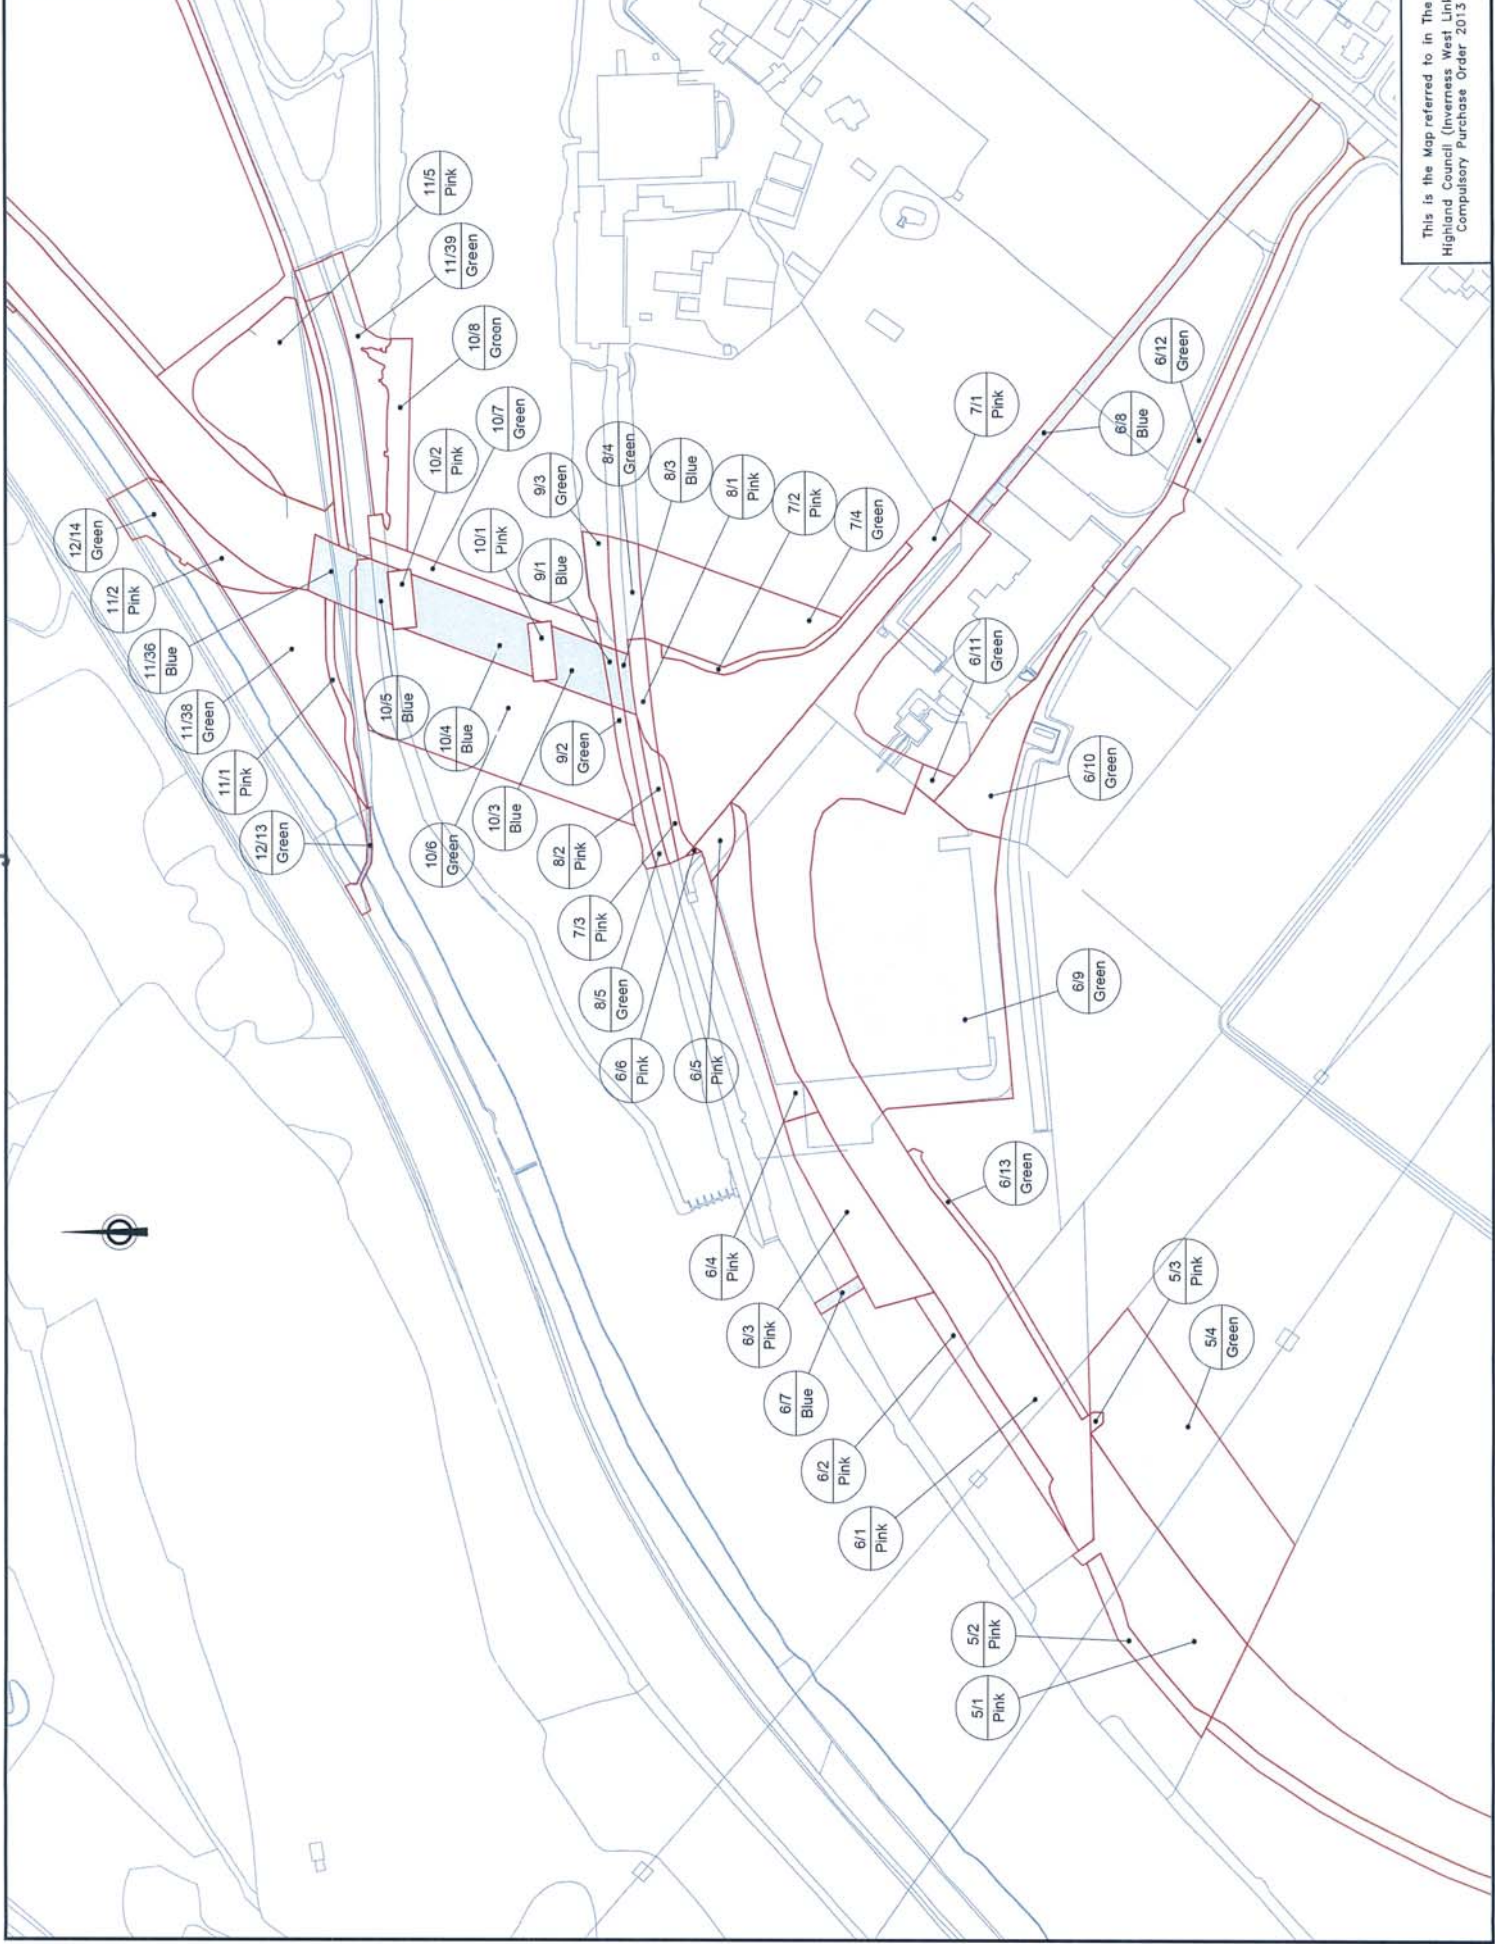 11/5
Pink
11/39
Green
10/8
Green
10/2
Pink
10/7
Green
12/14
Green
11/2
Pink
11/36
Blue
11/38
Green
11/1
Pink
12/13
Green
10/1
Pink
9/3
Green
8/4
Green
9/1
Blue
8/3
Blue
8/1
Pink
7/2
Pink
7/4
Green
7/1
Pink
6/8
Blue
6/12
Green
10/5
Blue
10/4
Blue
9/2
Green
10/3
Blue
10/6
Green
8/2
Pink
7/3
Pink
8/5
Green
6/6
Pink
6/5
Pink
6/11
Green
6/10
Green
6/9
Green
6/13
Green
6/4
Pink
6/3
Pink
6/7
Blue
6/2
Pink
6/1
Pink
5/3
Pink
5/4
Green
5/2
Pink
5/1
Pink
This is the Map referred to in The
Highland Council (Inverness West Link
Compulsory Purchase Order 2013